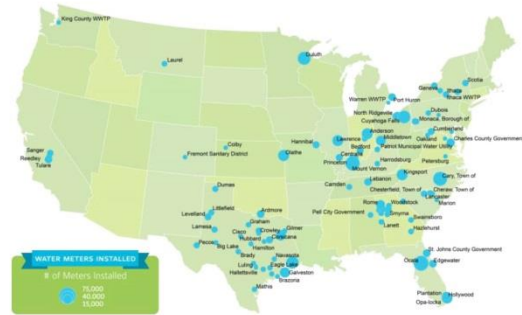 King County WWTP
Laurel
Duluth
Scotia
Geneva
Ithaca
Ithaca WWTP
Warren WWTP
Port Huron
North Ridgeville
Cuyahoga Falls
Dubois
Monaca, Borough of
Cumberland
Oakland
Charles County Government
Anderson
Middletown
Lawrence
Bedford
Patriot Municipal Water Utility
Petersburg
Hannibal
Colby
Fremont Sanitary District
Olathe
Princeton
Harrodsburg
Mount Vernon
Sanger
Reedley
Tulare
Kingsport
Lebanon
Cary, Town of
Camden
Chesterfield, Town of
Cheraw, Town of
Lancaster
Marion
Dumas
Littlefield
Levelland
Ardmore
Rome
Woodstock
Pell City Government
Smyrna
Swainsboro
Lanett
Hazlehurst
Graham
Lamesa
Cisco
Crowley
Gilmer
Hubbard
Corsicana
Pecos
Big Lake
Hamilton
Brady
Navasota
Luling
Eagle Lake
Hallettsville
Galveston
Brazoria
Mathis
St. Johns County Government
Ocala
Edgewater
Plantation
Hollywood
Opa-locka
WATER METERS INSTALLED
# of Meters Installed
75,000
40,000
15,000